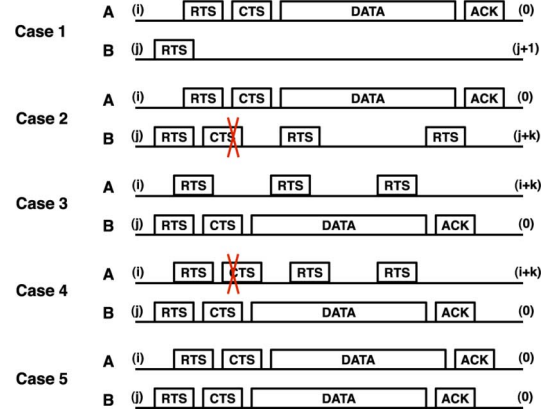 A (i) RTS CTS DATA ACK (0)
Case 1
B (j) RTS (j+1)
A (i) RTS CTS DATA ACK (0)
Case 2
B (j) RTS CTS RTS RTS (j+k)
A (i) RTS RTS RTS (i+k)
Case 3
B (j) RTS CTS DATA ACK (0)
A (i) RTS CTS RTS RTS (i+k)
Case 4
B (j) RTS CTS DATA ACK (0)
A (i) RTS CTS DATA ACK (0)
Case 5
B (j) RTS CTS DATA ACK (0)